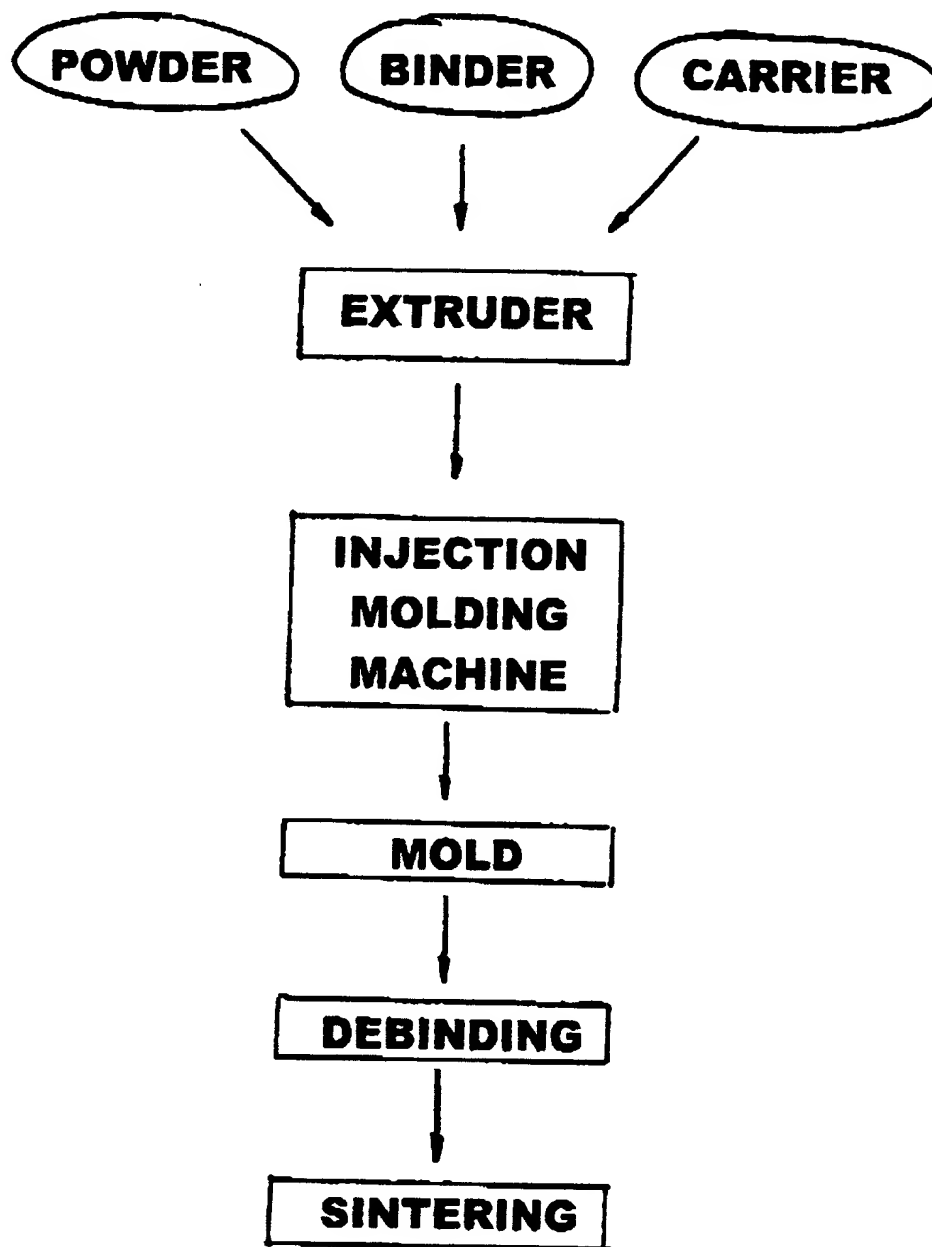 POWDER BINDER CARRIER
EXTRUDER
INJECTION
MOLDING
MACHINE
MOLD
DEBINDING
SINTERING